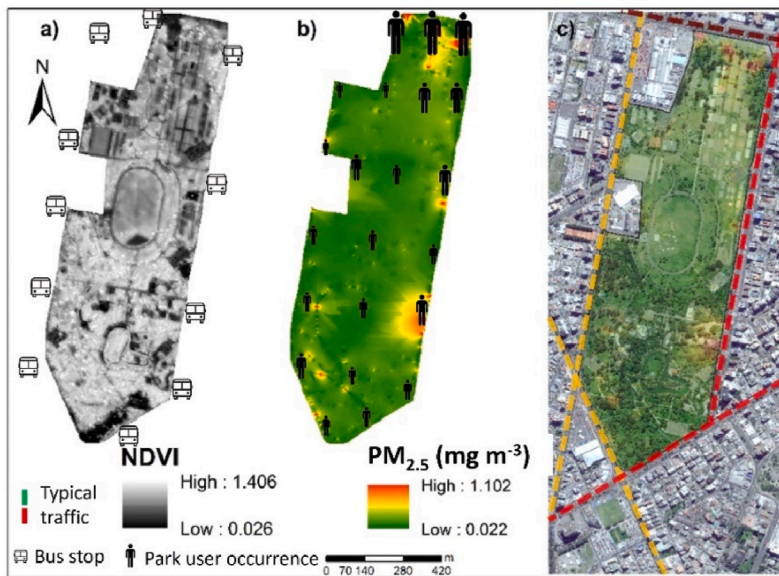 a)
b)
c)
N
NDVI
High : 1.406
Low : 0.026
PM2.5 (mg m-3)
High : 1.102
Low : 0.022
Typical
traffic
Bus stop
Park user occurrence
m
0 70 140 280 420